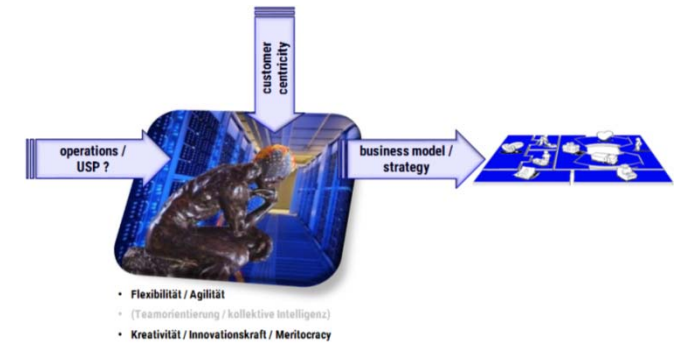 customer
centricity
operations /
USP ?
business model /
strategy
• Flexibilität / Agilität
• (Teamorientierung / kollektive Intelligenz)
• Kreativität / Innovationskraft / Meritocracy